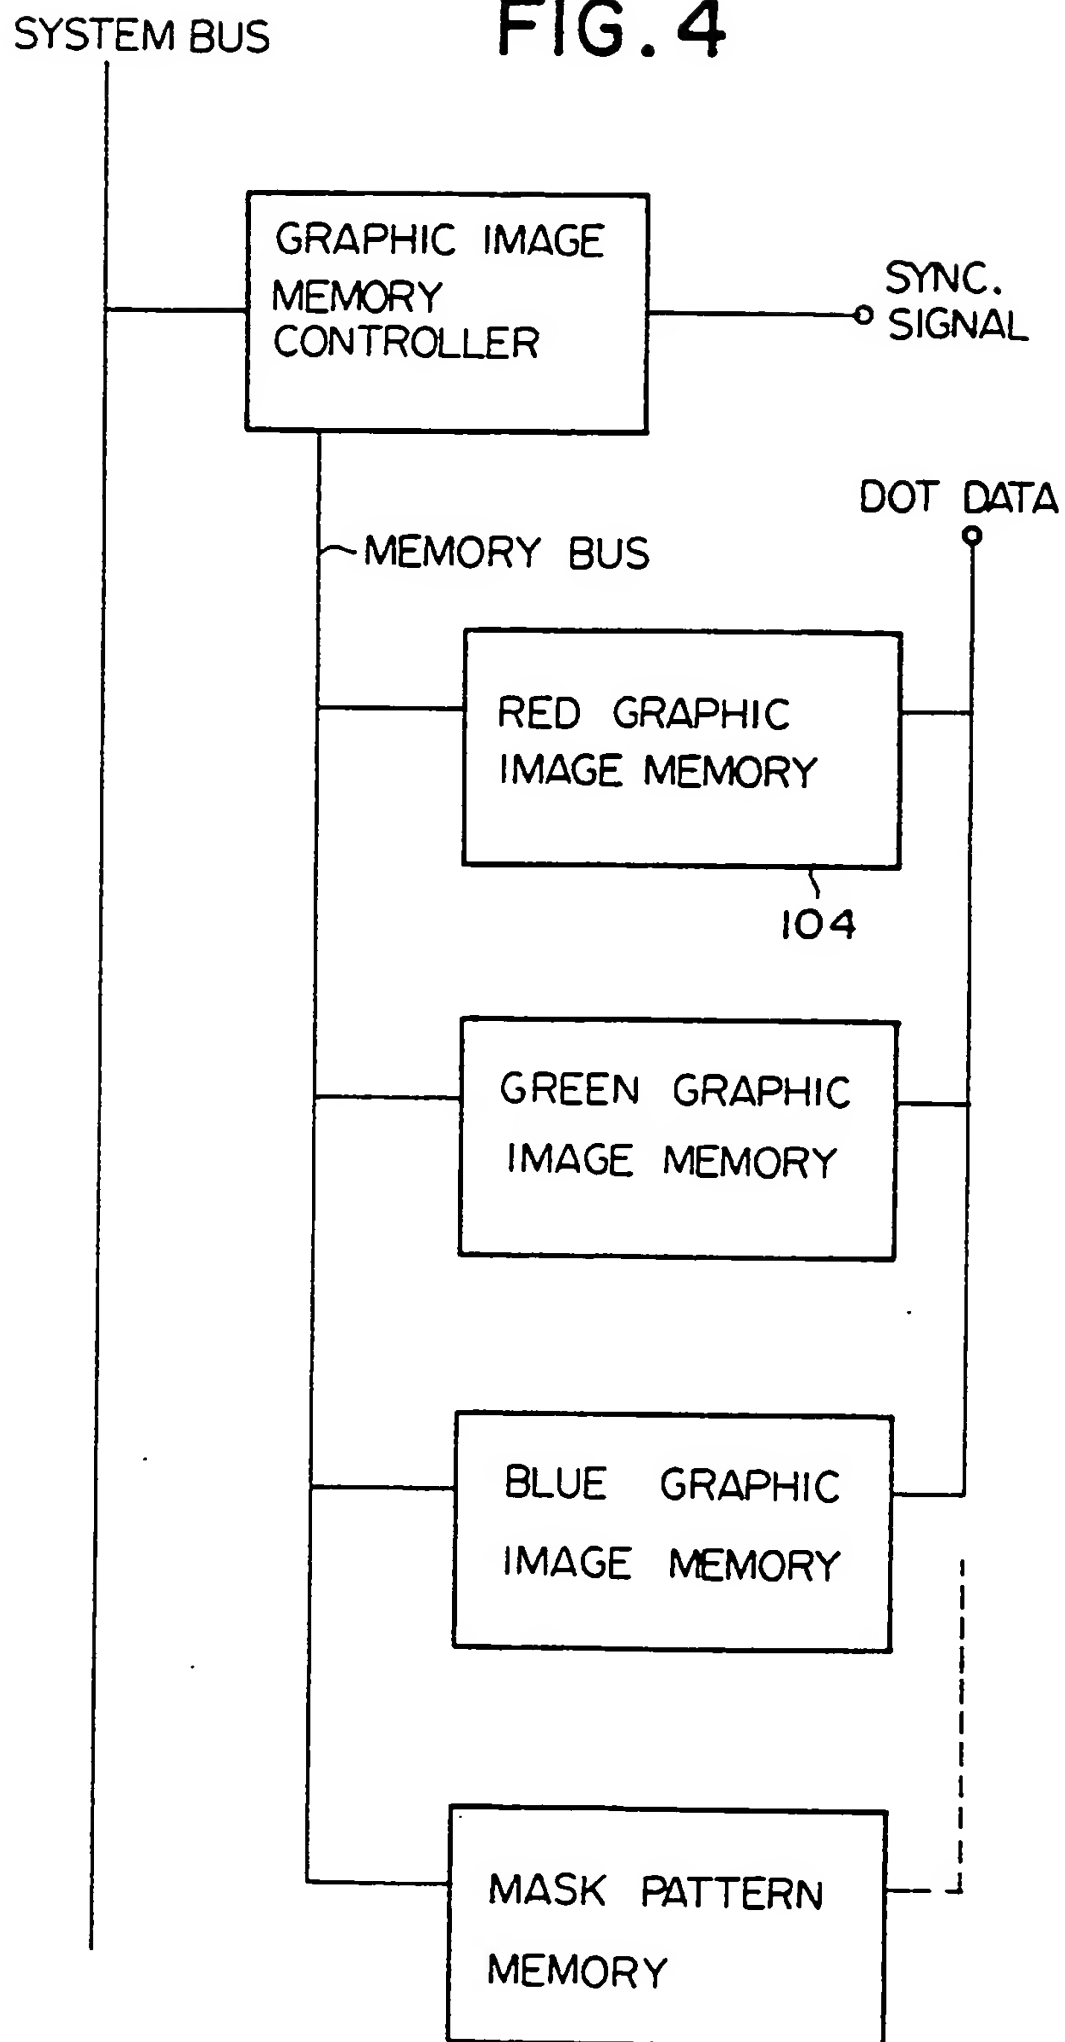 SYSTEM BUS
FIG. 4
GRAPHIC IMAGE
MEMORY
CONTROLLER
SYNC.
SIGNAL
DOT DATA
MEMORY BUS
RED GRAPHIC
IMAGE MEMORY
104
GREEN GRAPHIC
IMAGE MEMORY
BLUE GRAPHIC
IMAGE MEMORY
MASK PATTERN
MEMORY